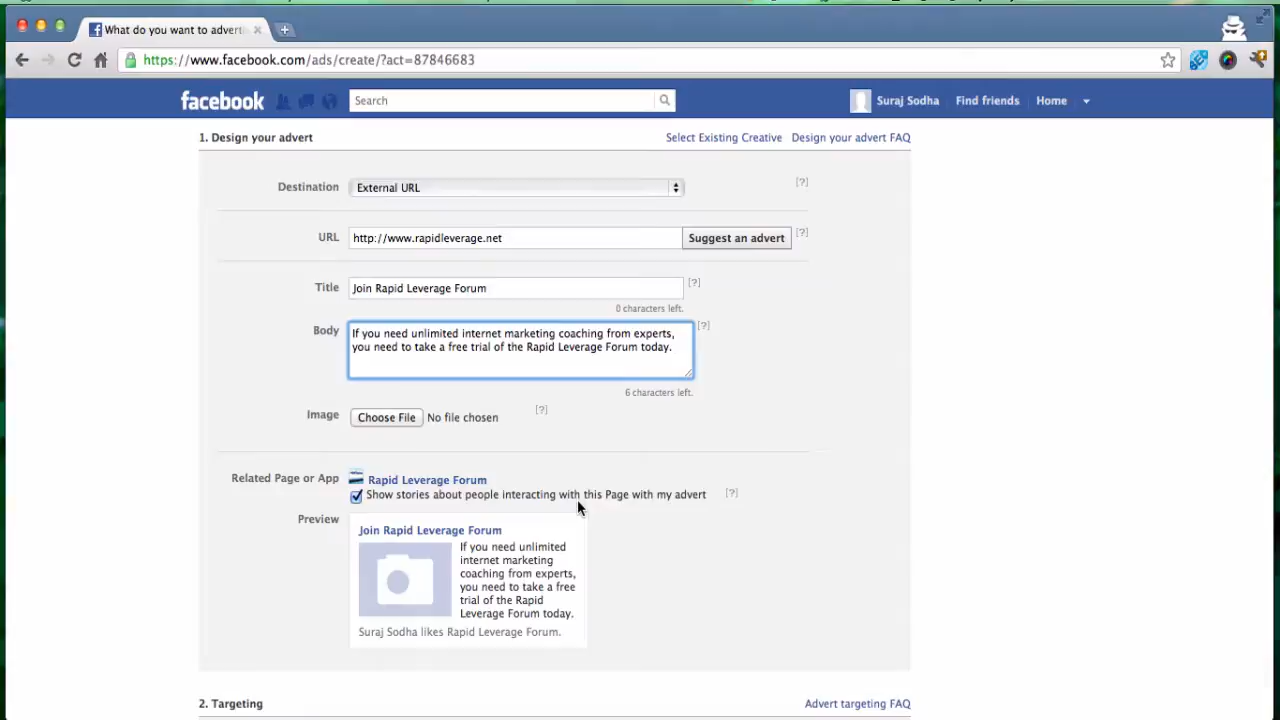 What do you want to adverti
https://www.facebook.com/ads/create/?act=87846683
facebook Search Suraj Sodha Find friends Home
1. Design your advert Select Existing Creative Design your advert FAQ
Destination External URL [?]
URL http://www.rapidleverage.net Suggest an advert [?]
Title Join Rapid Leverage Forum [?]
0 characters left.
Body If you need unlimited internet marketing coaching from experts, [?]
you need to take a free trial of the Rapid Leverage Forum today.
6 characters left.
Image Choose File No file chosen [?]
Related Page or App Rapid Leverage Forum
Show stories about people interacting with this Page with my advert [?]
Preview
Join Rapid Leverage Forum
If you need unlimited
internet marketing
coaching from experts,
you need to take a free
trial of the Rapid
Leverage Forum today.
Suraj Sodha likes Rapid Leverage Forum.
2. Targeting Advert targeting FAQ